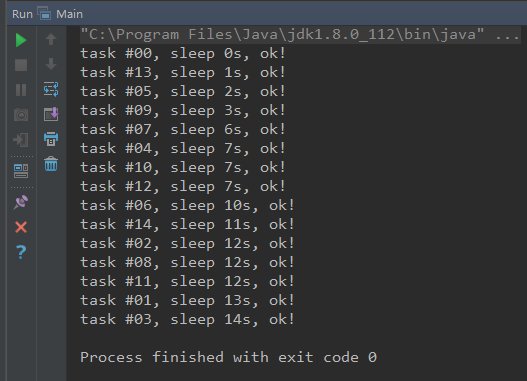 Run Main
"C:\Program Files\Java\jdk1.8.0_112\bin\java" ...
task #00, sleep 0s, ok!
task #13, sleep 1s, ok!
task #05, sleep 2s, ok!
task #09, sleep 3s, ok!
task #07, sleep 6s, ok!
task #04, sleep 7s, ok!
task #10, sleep 7s, ok!
task #12, sleep 7s, ok!
task #06, sleep 10s, ok!
task #14, sleep 11s, ok!
task #02, sleep 12s, ok!
task #08, sleep 12s, ok!
task #11, sleep 12s, ok!
task #01, sleep 13s, ok!
task #03, sleep 14s, ok!
Process finished with exit code 0